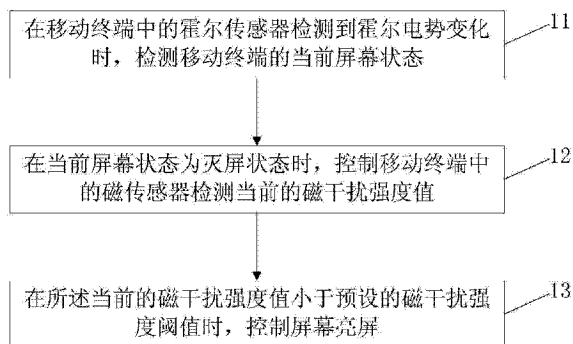 在移动终端中的霍尔传感器检测到霍尔电势变化
时，检测移动终端的当前屏幕状态
11
在当前屏幕状态为灭屏状态时，控制移动终端中
的磁传感器检测当前的磁干扰强度值
12
在所述当前的磁干扰强度值小于预设的磁干扰强
度阈值时，控制屏幕亮屏
13